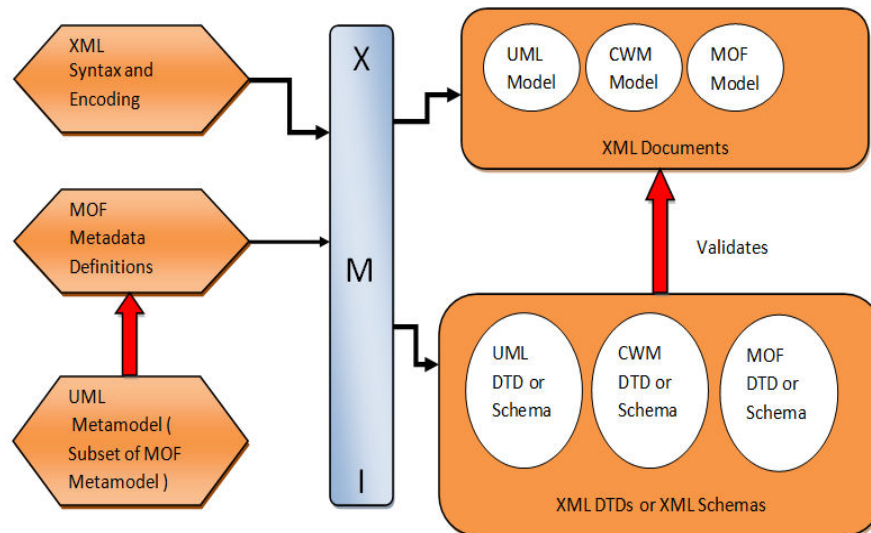 XML
Syntax and
Encoding
MOF
Metadata
Definitions
UML
Metamodel (
Subset of MOF
Metamodel )
X
M
I
UML
Model
CWM
Model
MOF
Model
XML Documents
Validates
UML
DTD or
Schema
CWM
DTD or
Schema
MOF
DTD or
Schema
XML DTDs or XML Schemas